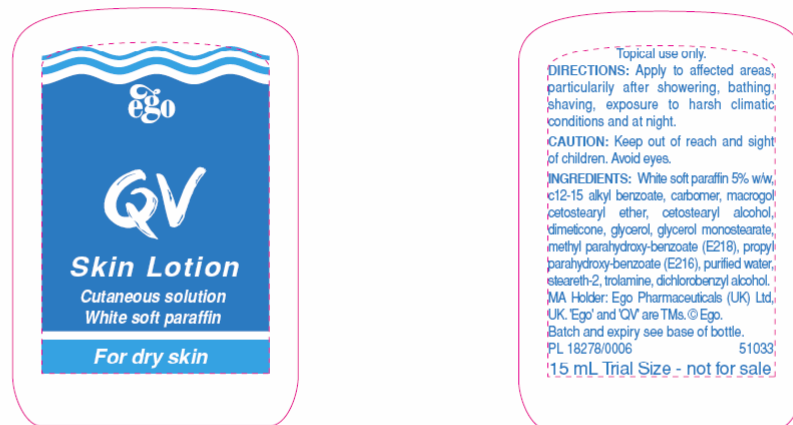 ego
QV
Skin Lotion
Cutaneous solution
White soft paraffin
For dry skin
Topical use only.
DIRECTIONS: Apply to affected areas,
particularily after showering, bathing,
shaving, exposure to harsh climatic
conditions and at night.
CAUTION: Keep out of reach and sight
of children. Avoid eyes.
INGREDIENTS: White soft paraffin 5% w/w,
c12-15 alkyl benzoate, carbomer, macrogol
cetostearyl ether, cetostearyl alcohol,
dimeticone, glycerol, glycerol monostearate,
methyl parahydroxy-benzoate (E218), propyl
parahydroxy-benzoate (E216), purified water,
steareth-2, trolamine, dichlorobenzyl alcohol.
MA Holder: Ego Pharmaceuticals (UK) Ltd,
UK. 'Ego' and 'QV' are TMs. © Ego.
Batch and expiry see base of bottle.
PL 18278/0006 51033
15 mL Trial Size - not for sale